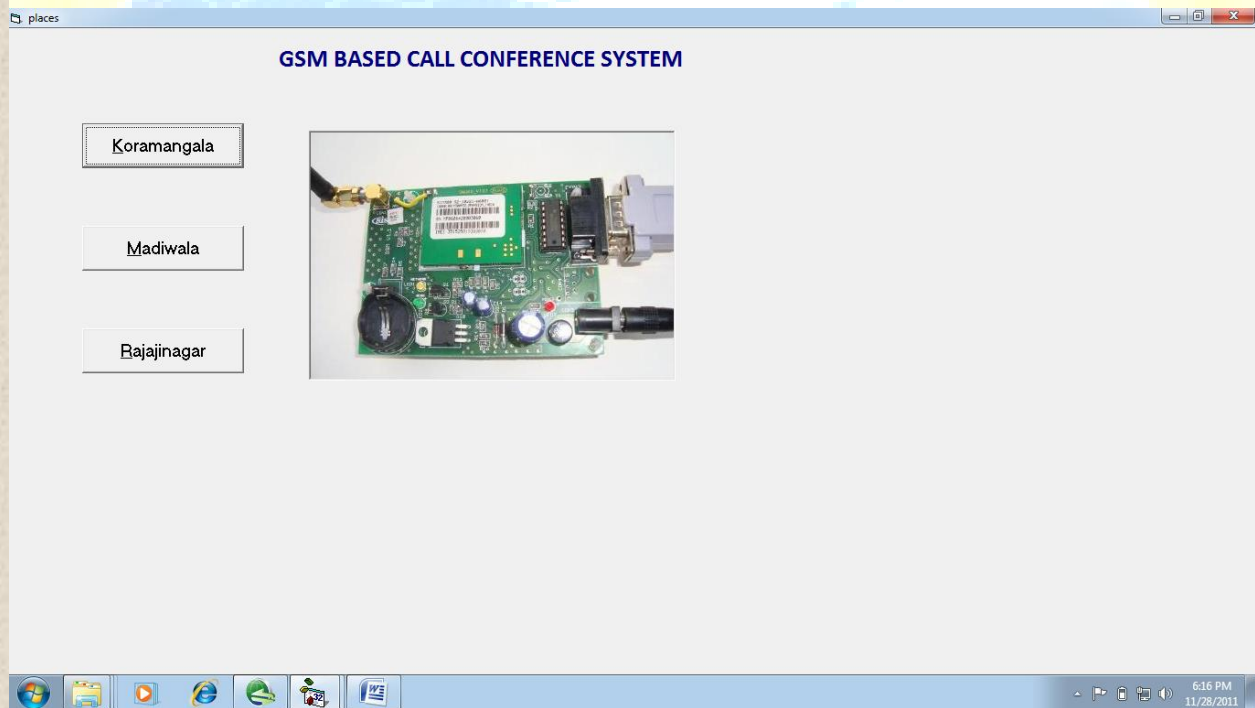 places
GSM BASED CALL CONFERENCE SYSTEM
Koramangala
Madiwala
Rajajinagar
6:16 PM
11/28/2011